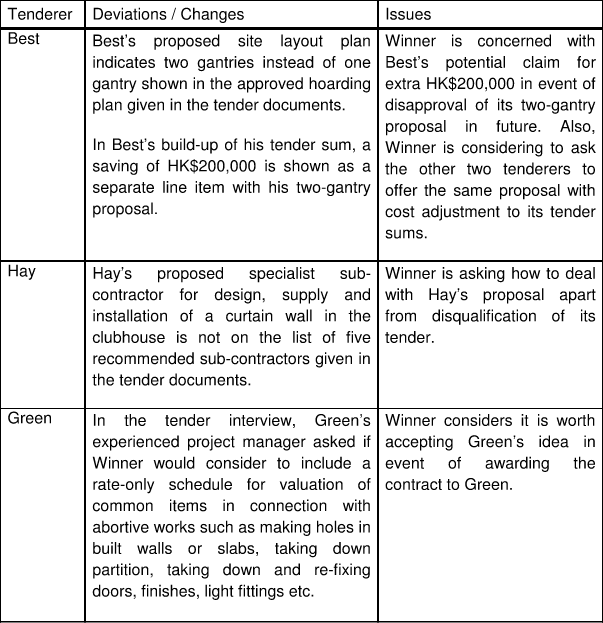 Tenderer Deviations / Changes Issues
Best
Best's proposed site layout plan
indicates two gantries instead of one
gantry shown in the approved hoarding
plan given in the tender documents.
In Best's build-up of his tender sum, a
saving of HK$200,000 is shown as a
separate line item with his two-gantry
proposal.
Winner is concerned with
Best's potential claim for
extra HK$200,000 in event of
disapproval of its two-gantry
proposal in future. Also,
Winner is considering to ask
the other two tenderers to
offer the same proposal with
cost adjustment to its tender
sums.
Hay
Hay's proposed specialist sub-
contractor for design, supply and
installation of a curtain wall in the
clubhouse is not on the list of five
recommended sub-contractors given in
the tender documents.
Winner is asking how to deal
with Hay's proposal apart
from disqualification of its
tender.
Green
In the tender interview, Green's
experienced project manager asked if
Winner would consider to include a
rate-only schedule for valuation of
common items in connection with
abortive works such as making holes in
built walls or slabs, taking down
partition, taking down and re-fixing
doors, finishes, light fittings etc.
Winner considers it is worth
accepting Green's idea in
event of awarding the
contract to Green.